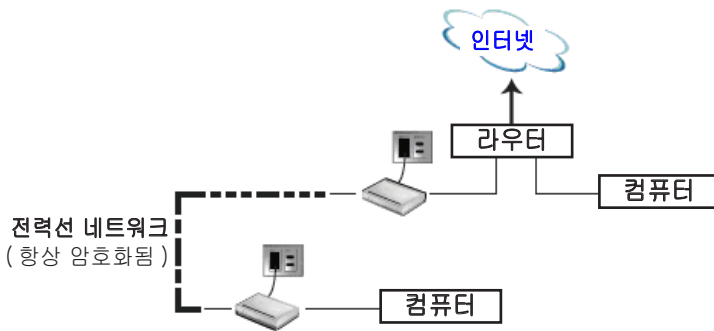 인터넷
라우터
컴퓨터
전력선 네트워크
( 항상 암호화됨 )
컴퓨터